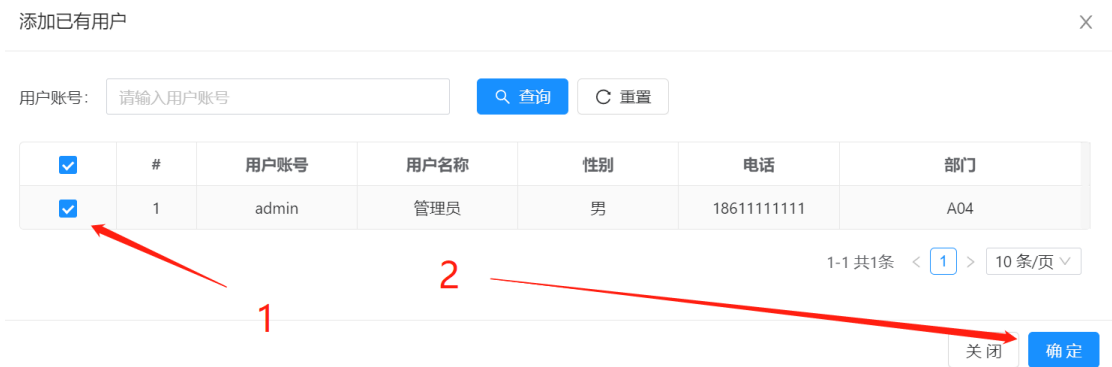 添加已有用户
用户账号: 请输入用户账号 查询 重置
# 用户账号 用户名称 性别 电话 部门
1 admin 管理员 男 18611111111 A04
1-1 共1条 < 1 > 10 条/页
2
1
关闭 确定